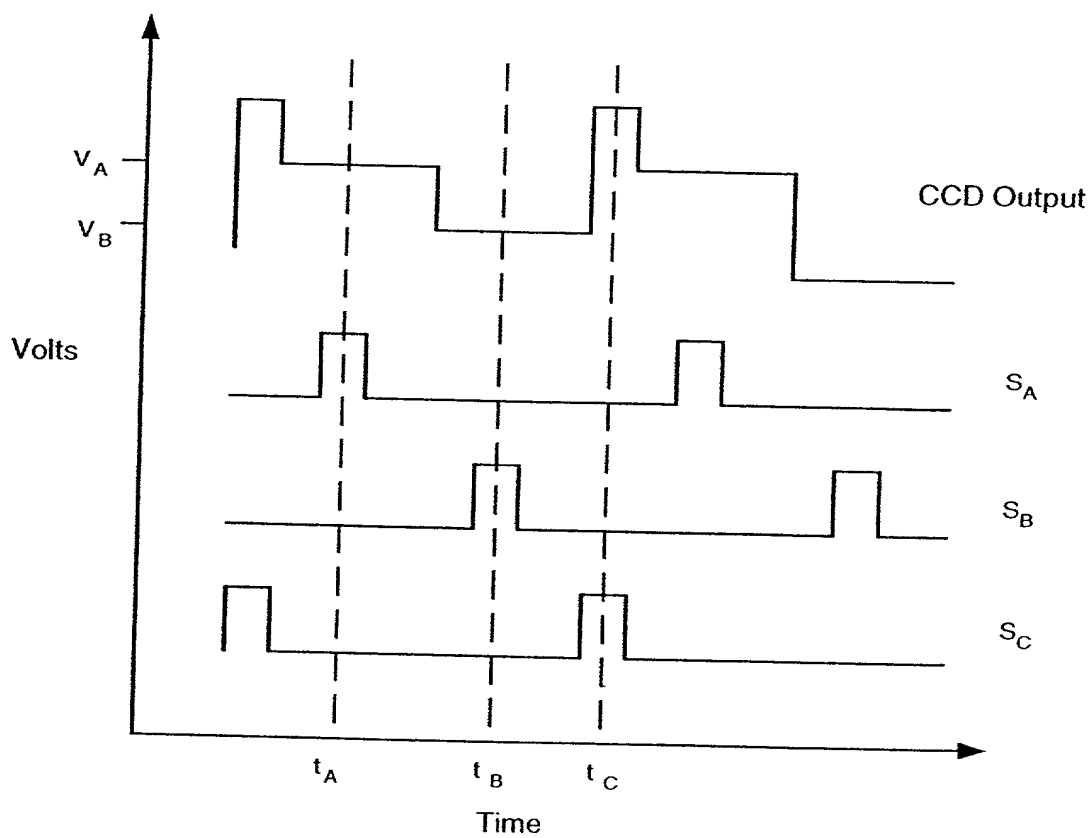 V_A
V_B
CCD Output
Volts
S_A
S_B
S_C
t_A
t_B
t_C
Time